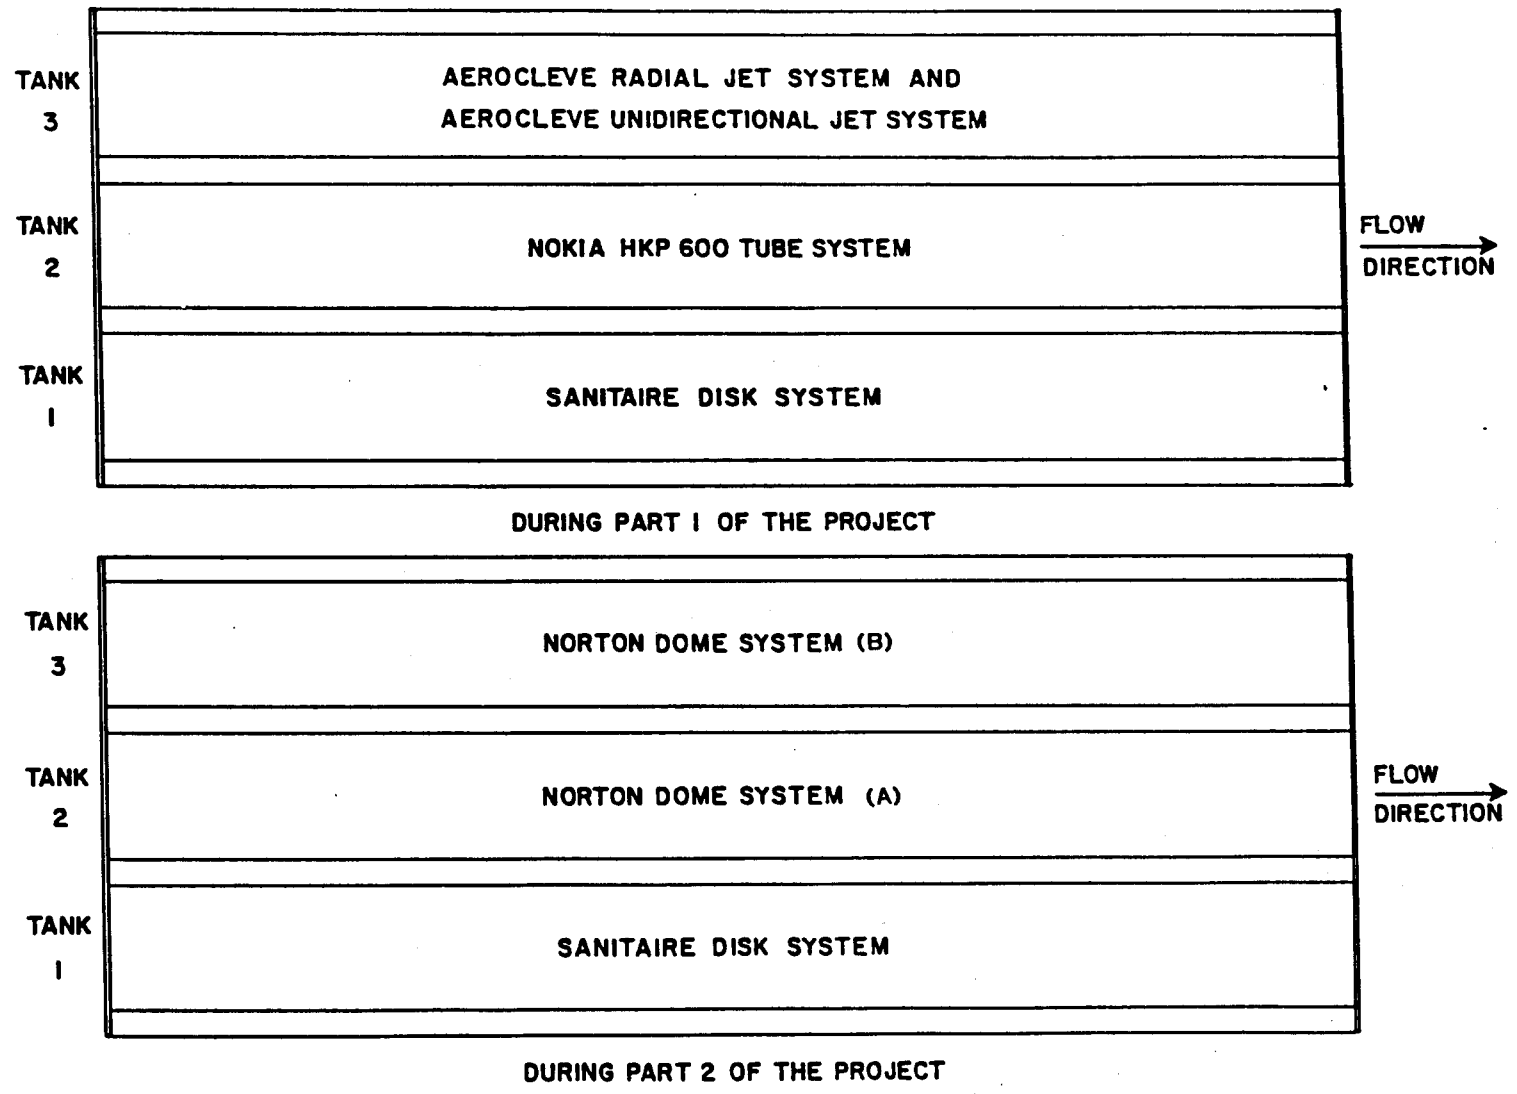 TANK
3
AEROCLEVE RADIAL JET SYSTEM AND
AEROCLEVE UNIDIRECTIONAL JET SYSTEM
TANK
2
NOKIA HKP 600 TUBE SYSTEM
FLOW
DIRECTION
TANK
1
SANITAIRE DISK SYSTEM
DURING PART 1 OF THE PROJECT
TANK
3
NORTON DOME SYSTEM (B)
TANK
2
NORTON DOME SYSTEM (A)
FLOW
DIRECTION
TANK
1
SANITAIRE DISK SYSTEM
DURING PART 2 OF THE PROJECT